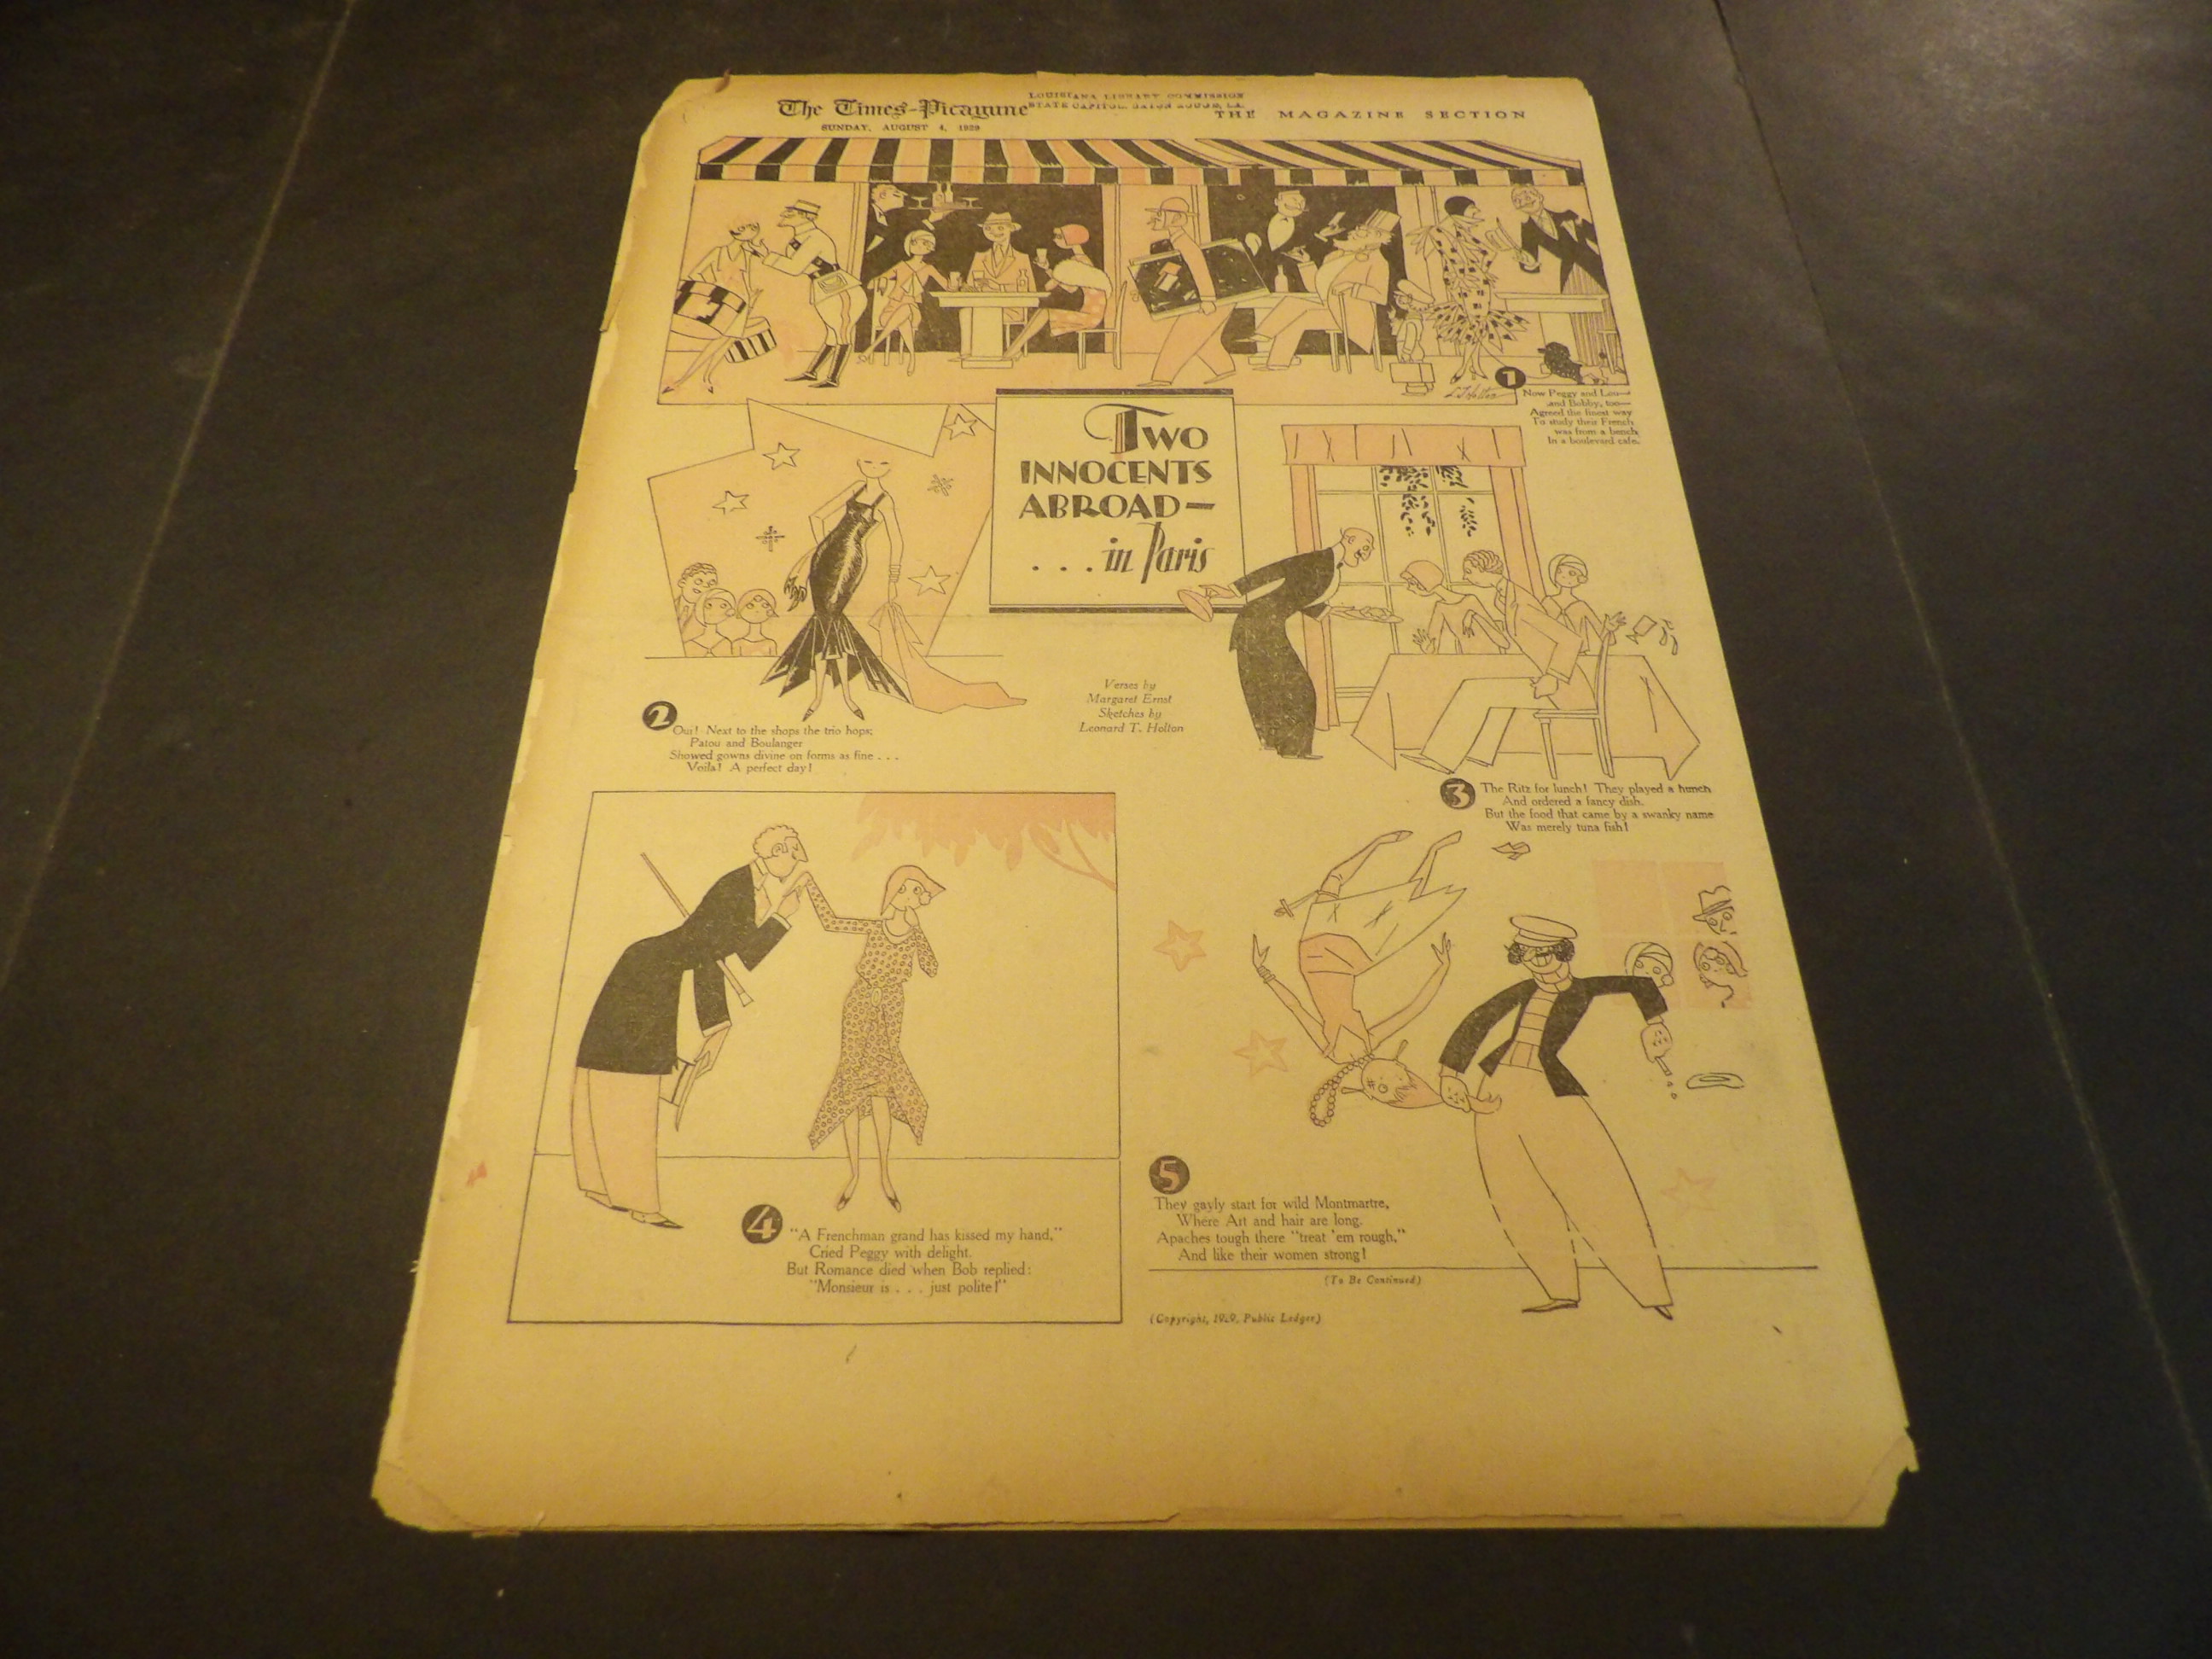 The Times-Picayune
LOUISIANA LIBRARY COMMISSION
STATE CAPITOL, BATON ROUGE, LA.
THE MAGAZINE SECTION
SUNDAY, AUGUST 4, 1929
L.T. Holton
1
Now Peggy and Lou—
and Bobby, too—
Agreed the finest way
To study their French
was from a bench
In a boulevard cafe.
TWO
INNOCENTS
ABROAD—
... in Paris
Verses by
Margaret Ernst
Sketches by
Leonard T. Holton
2
Oui! Next to the shops the trio hops;
Patou and Boulanger
Showed gowns divine on forms as fine . . .
Voila! A perfect day!
3
The Ritz for lunch! They played a hunch
And ordered a fancy dish.
But the food that came by a swanky name
Was merely tuna fish!
4
"A Frenchman grand has kissed my hand,"
Cried Peggy with delight.
But Romance died when Bob replied:
"Monsieur is . . . just polite!"
5
They gayly start for wild Montmartre,
Where Art and hair are long.
Apaches tough there "treat 'em rough,"
And like their women strong!
(To Be Continued)
(Copyright, 1929, Public Ledger)